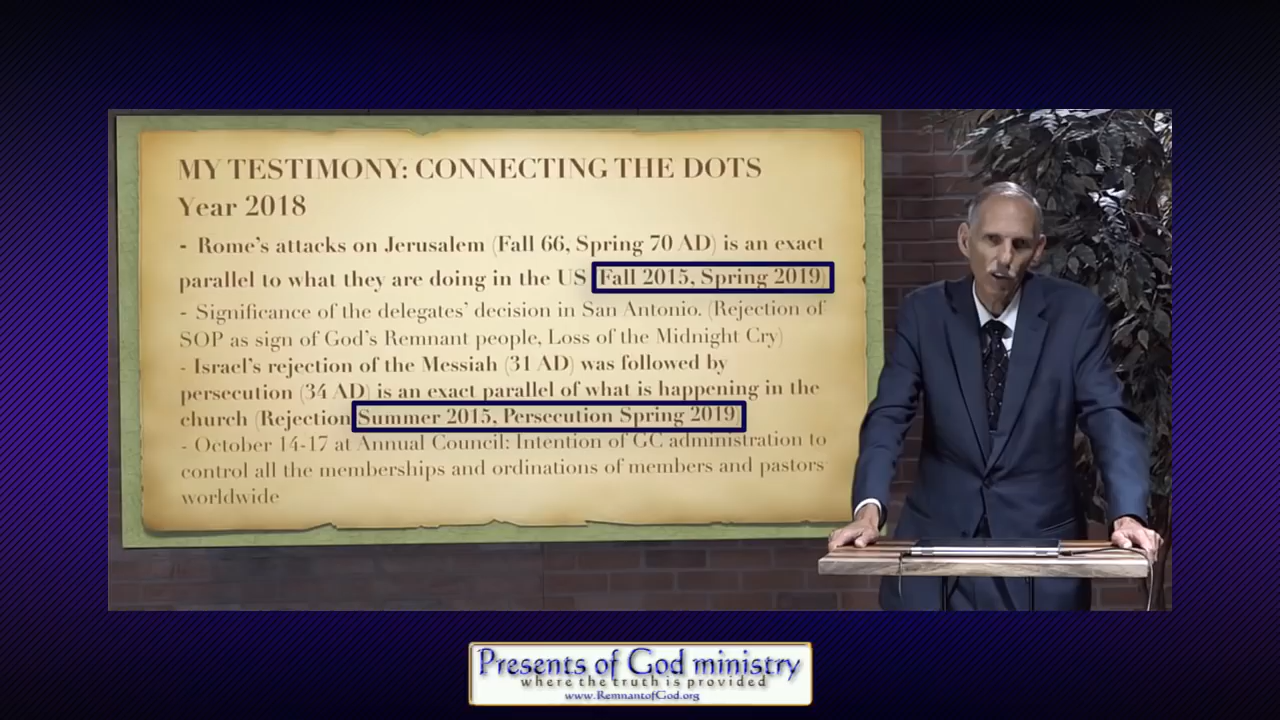 MY TESTIMONY: CONNECTING THE DOTS
Year 2018
- Rome's attacks on Jerusalem (Fall 66, Spring 70 AD) is an exact
parallel to what they are doing in the US (Fall 2015, Spring 2019)
- Significance of the delegates' decision in San Antonio. (Rejection of
SOP as sign of God's Remnant people, Loss of the Midnight Cry)
- Israel's rejection of the Messiah (31 AD) was followed by
persecution (34 AD) is an exact parallel of what is happening in the
church (Rejection Summer 2015, Persecution Spring 2019)
- October 14-17 at Annual Council: Intention of GC administration to
control all the memberships and ordinations of members and pastors
worldwide
Presents of God ministry
where the truth is provided
www.RemnantofGod.org